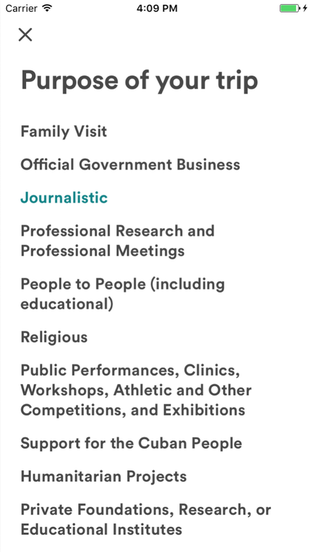 Carrier 4:09 PM
Purpose of your trip
Family Visit
Official Government Business
Journalistic
Professional Research and
Professional Meetings
People to People (including
educational)
Religious
Public Performances, Clinics,
Workshops, Athletic and Other
Competitions, and Exhibitions
Support for the Cuban People
Humanitarian Projects
Private Foundations, Research, or
Educational Institutes